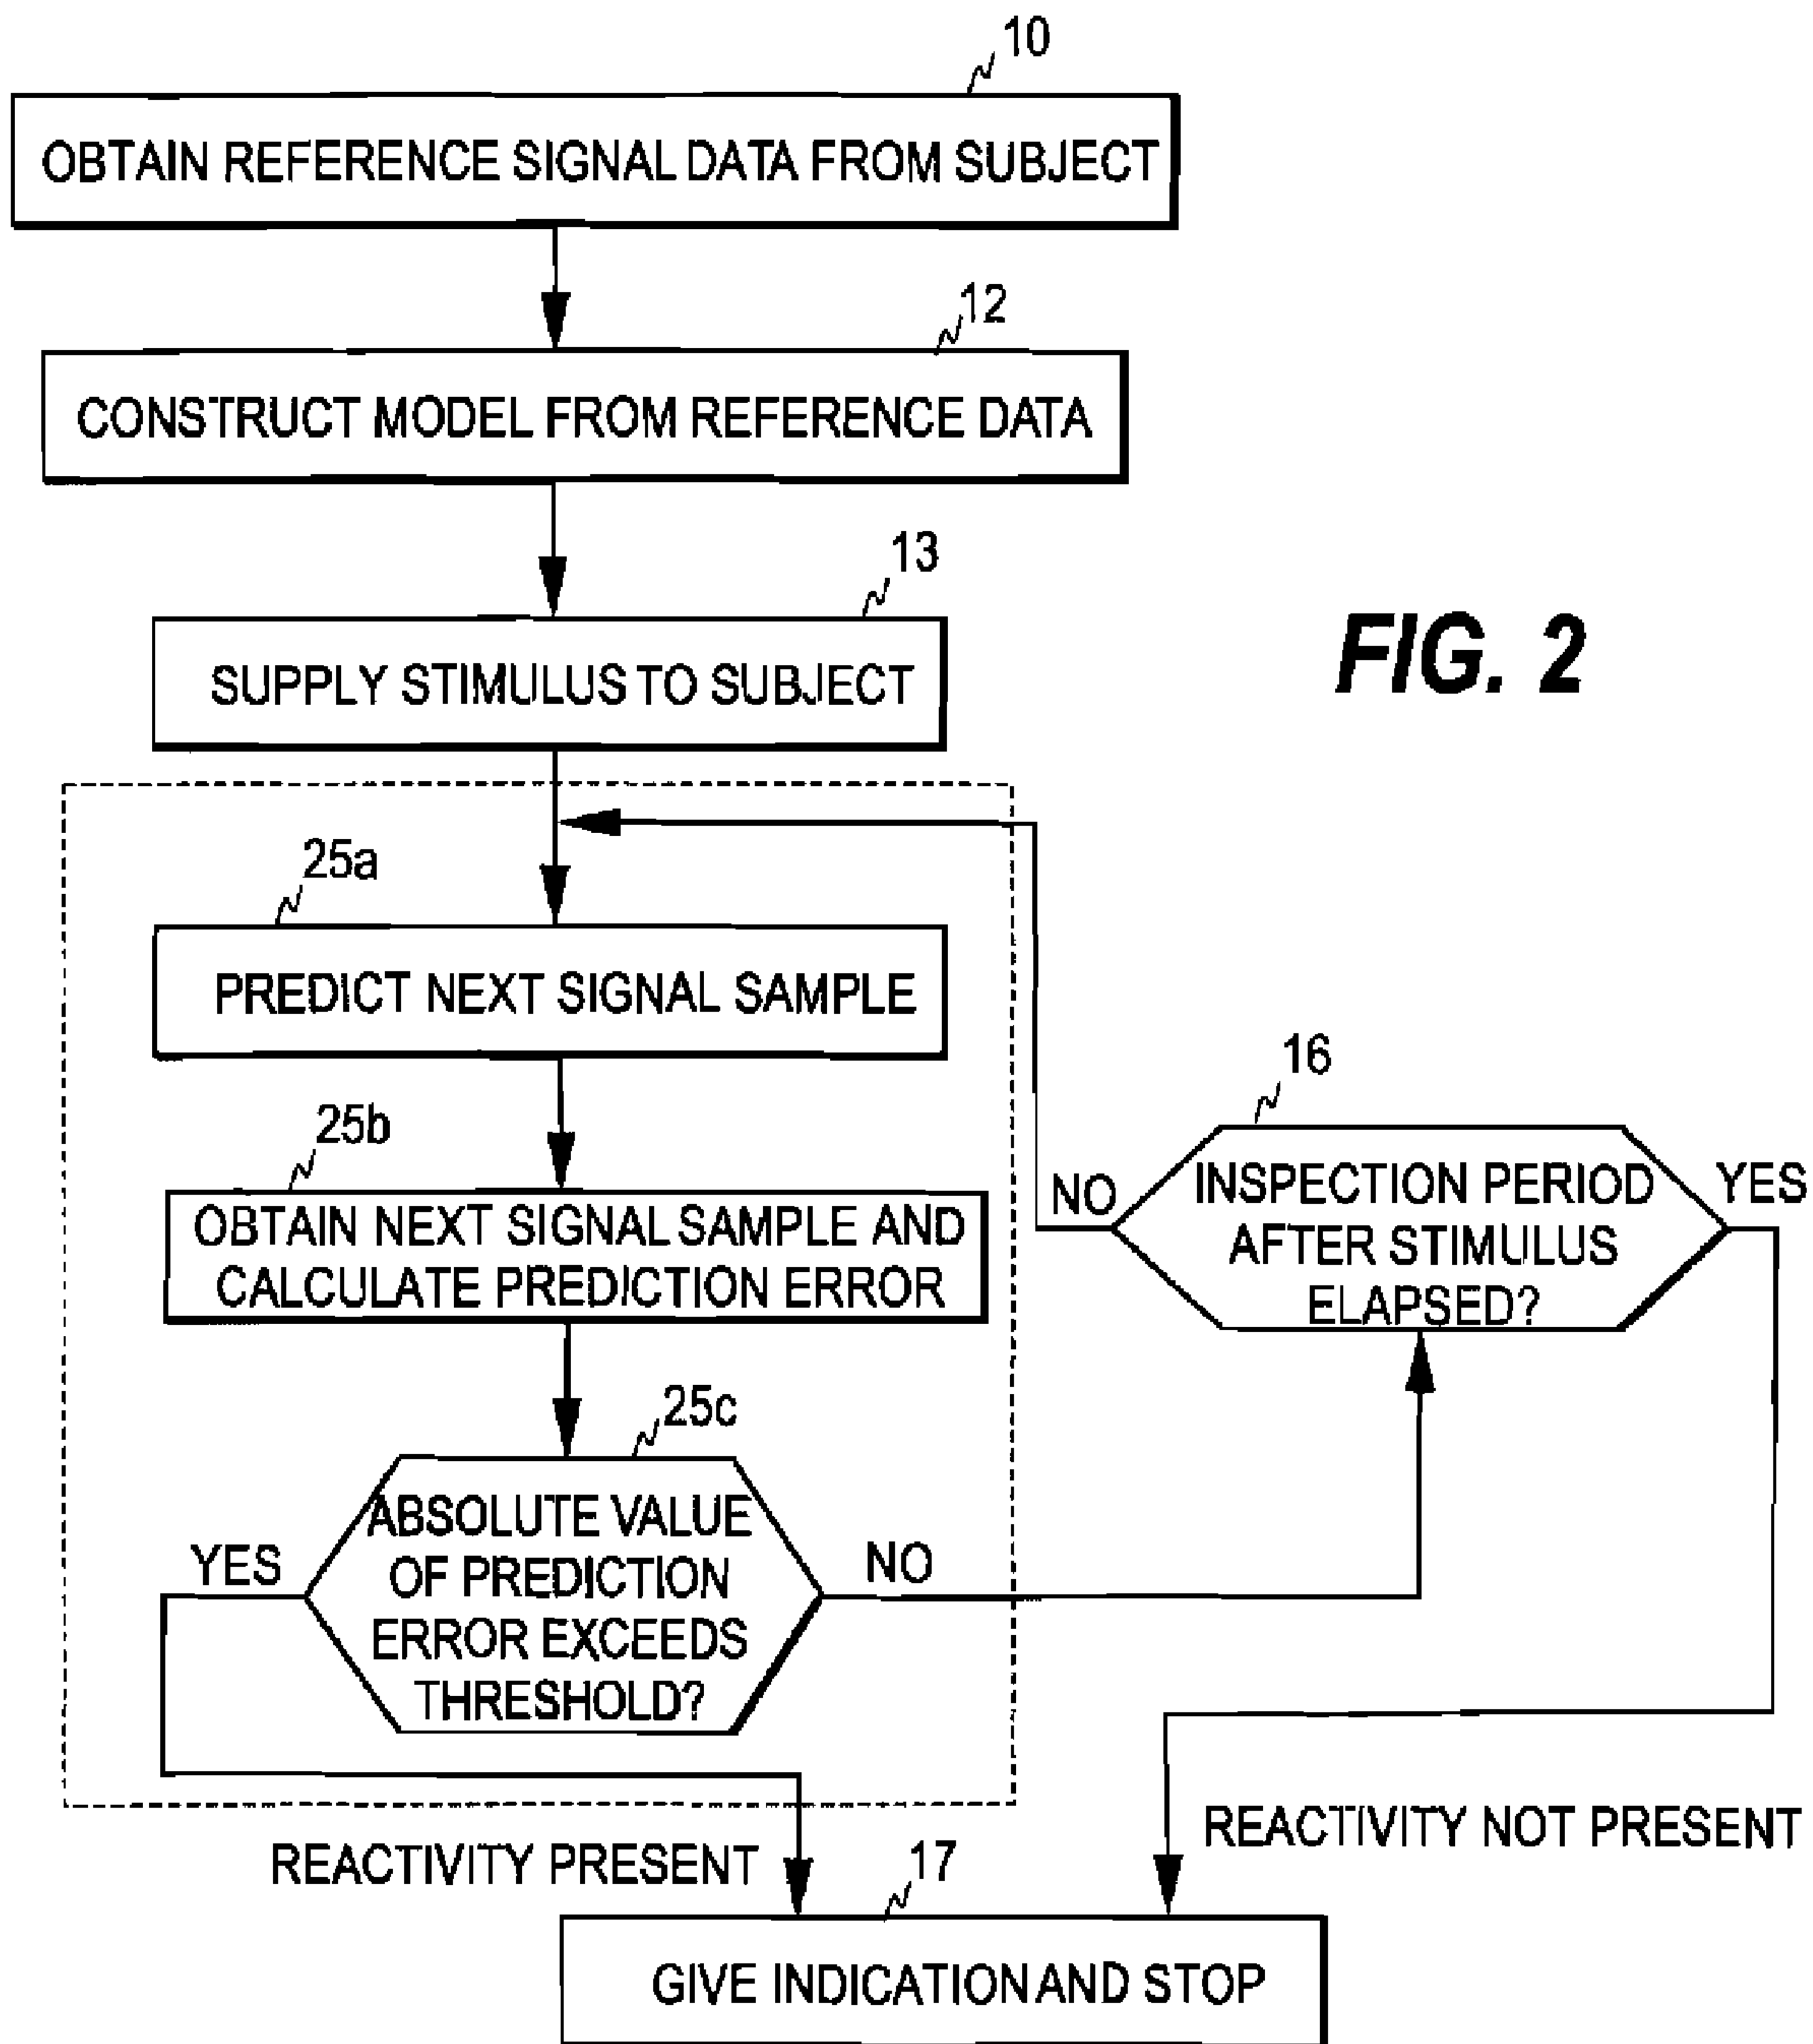 10
OBTAIN REFERENCE SIGNAL DATA FROM SUBJECT
12
CONSTRUCT MODEL FROM REFERENCE DATA
13
SUPPLY STIMULUS TO SUBJECT
FIG. 2
25a
PREDICT NEXT SIGNAL SAMPLE
25b
OBTAIN NEXT SIGNAL SAMPLE AND
CALCULATE PREDICTION ERROR
16
NO
INSPECTION PERIOD
AFTER STIMULUS
ELAPSED?
YES
25c
YES
ABSOLUTE VALUE
OF PREDICTION
ERROR EXCEEDS
THRESHOLD?
NO
REACTIVITY PRESENT
REACTIVITY NOT PRESENT
17
GIVE INDICATION AND STOP